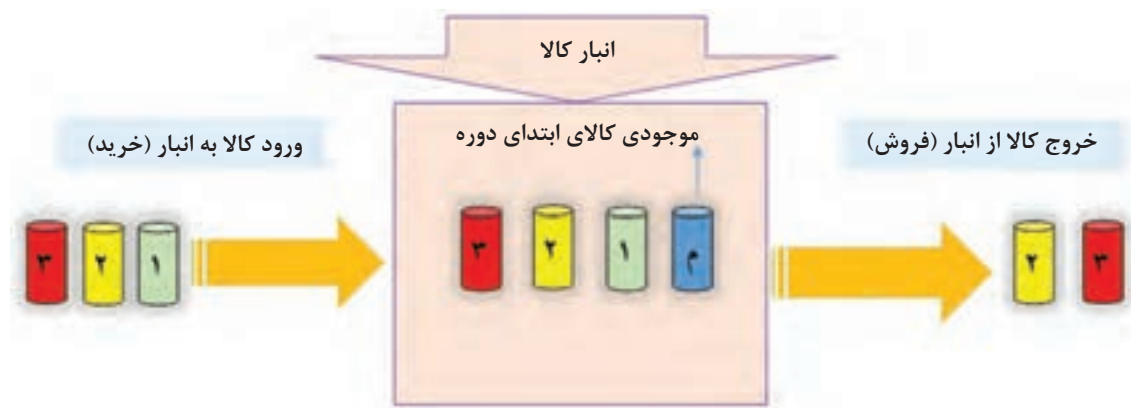 انبار کالا
موجودی کالای ابتدای دوره
خروج کالا از انبار (فروش)
ورود کالا به انبار (خرید)
۳ ۲
م ۱ ۲ ۳
۱ ۲ ۳